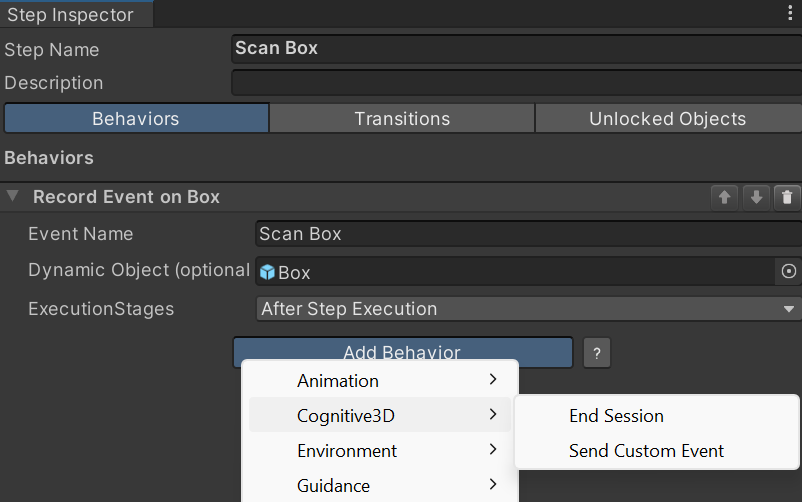 Step Inspector
Step Name Scan Box
Description
Behaviors Transitions Unlocked Objects
Behaviors
Record Event on Box
Event Name Scan Box
Dynamic Object (optional Box
ExecutionStages After Step Execution
Add Behavior ?
Animation
Cognitive3D End Session
Environment Send Custom Event
Guidance